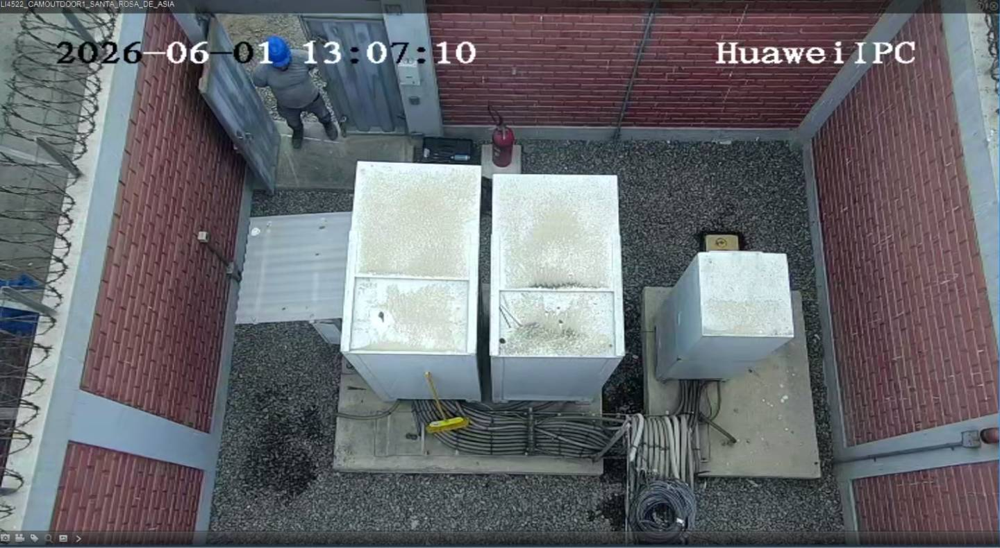 LI4522_CAMOUTDOOR1_SANTA_ROSA_DE_ASIA
2026-06-01 13:07:10
HuaweiIPC